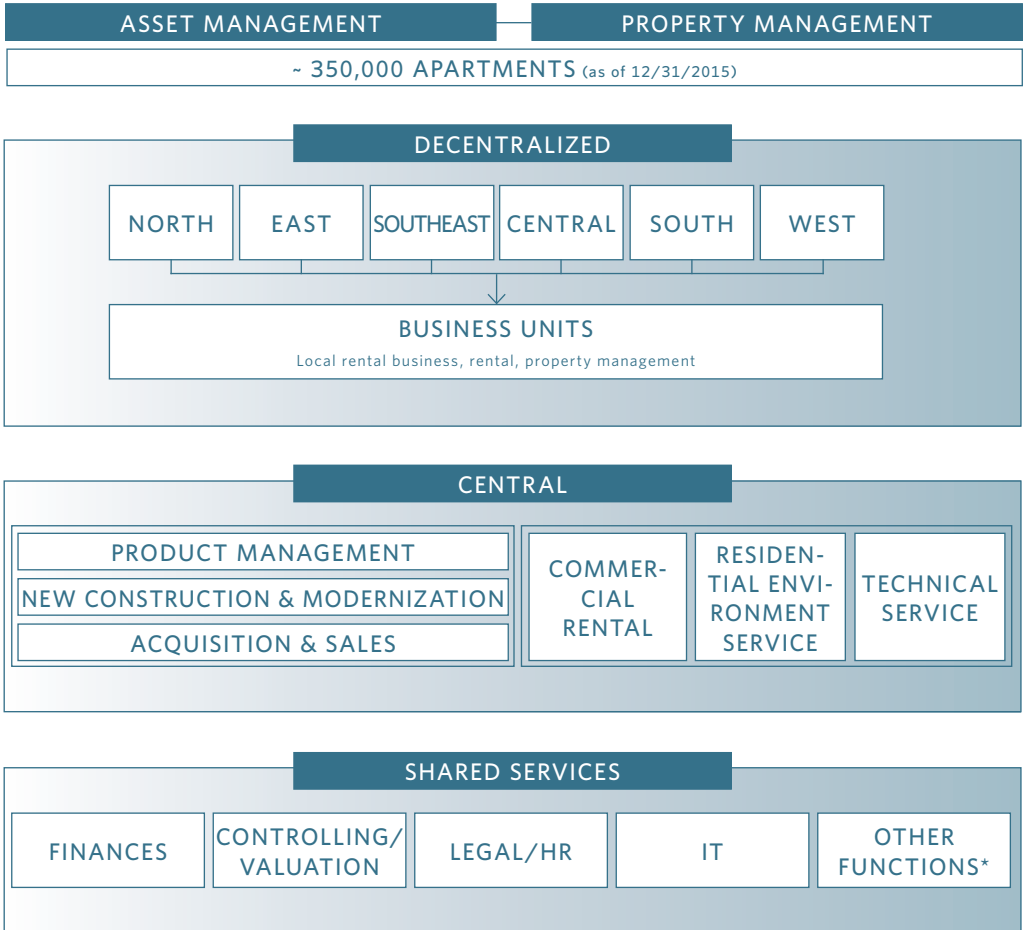 ASSET MANAGEMENT
PROPERTY MANAGEMENT
~ 350,000 APARTMENTS (as of 12/31/2015)
DECENTRALIZED
NORTH
EAST
SOUTHEAST
CENTRAL
SOUTH
WEST
BUSINESS UNITS
Local rental business, rental, property management
CENTRAL
PRODUCT MANAGEMENT
NEW CONSTRUCTION & MODERNIZATION
ACQUISITION & SALES
COMMER-
CIAL
RENTAL
RESIDEN-
TIAL ENVI-
RONMENT
SERVICE
TECHNICAL
SERVICE
SHARED SERVICES
FINANCES
CONTROLLING/
VALUATION
LEGAL/HR
IT
OTHER
FUNCTIONS*